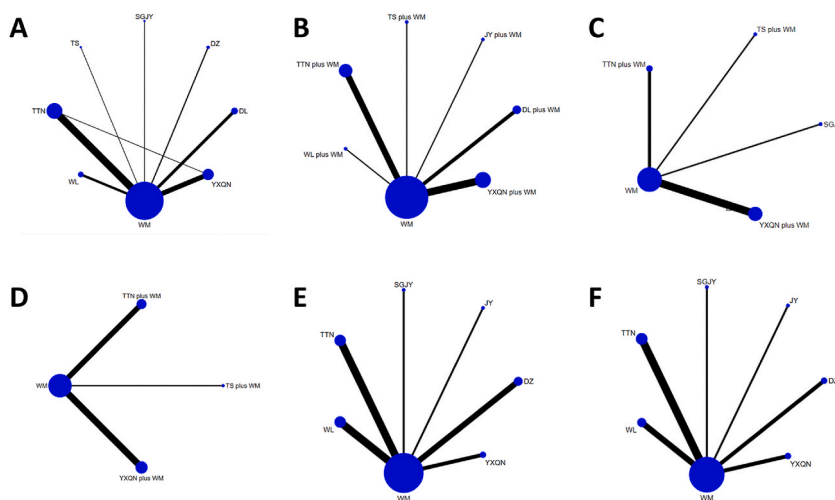 A
SGJY
TS
DZ
TTN
DL
WL
YXQN
WM
B
TS plus WM
JY plus WM
TTN plus WM
DL plus WM
WL plus WM
YXQN plus WM
WM
C
TS plus WM
TTN plus WM
SGJY
WM
YXQN plus WM
D
TTN plus WM
WM
TS plus WM
YXQN plus WM
E
SGJY
JY
TTN
DZ
WL
YXQN
WM
F
SGJY
JY
TTN
DZ
WL
YXQN
WM